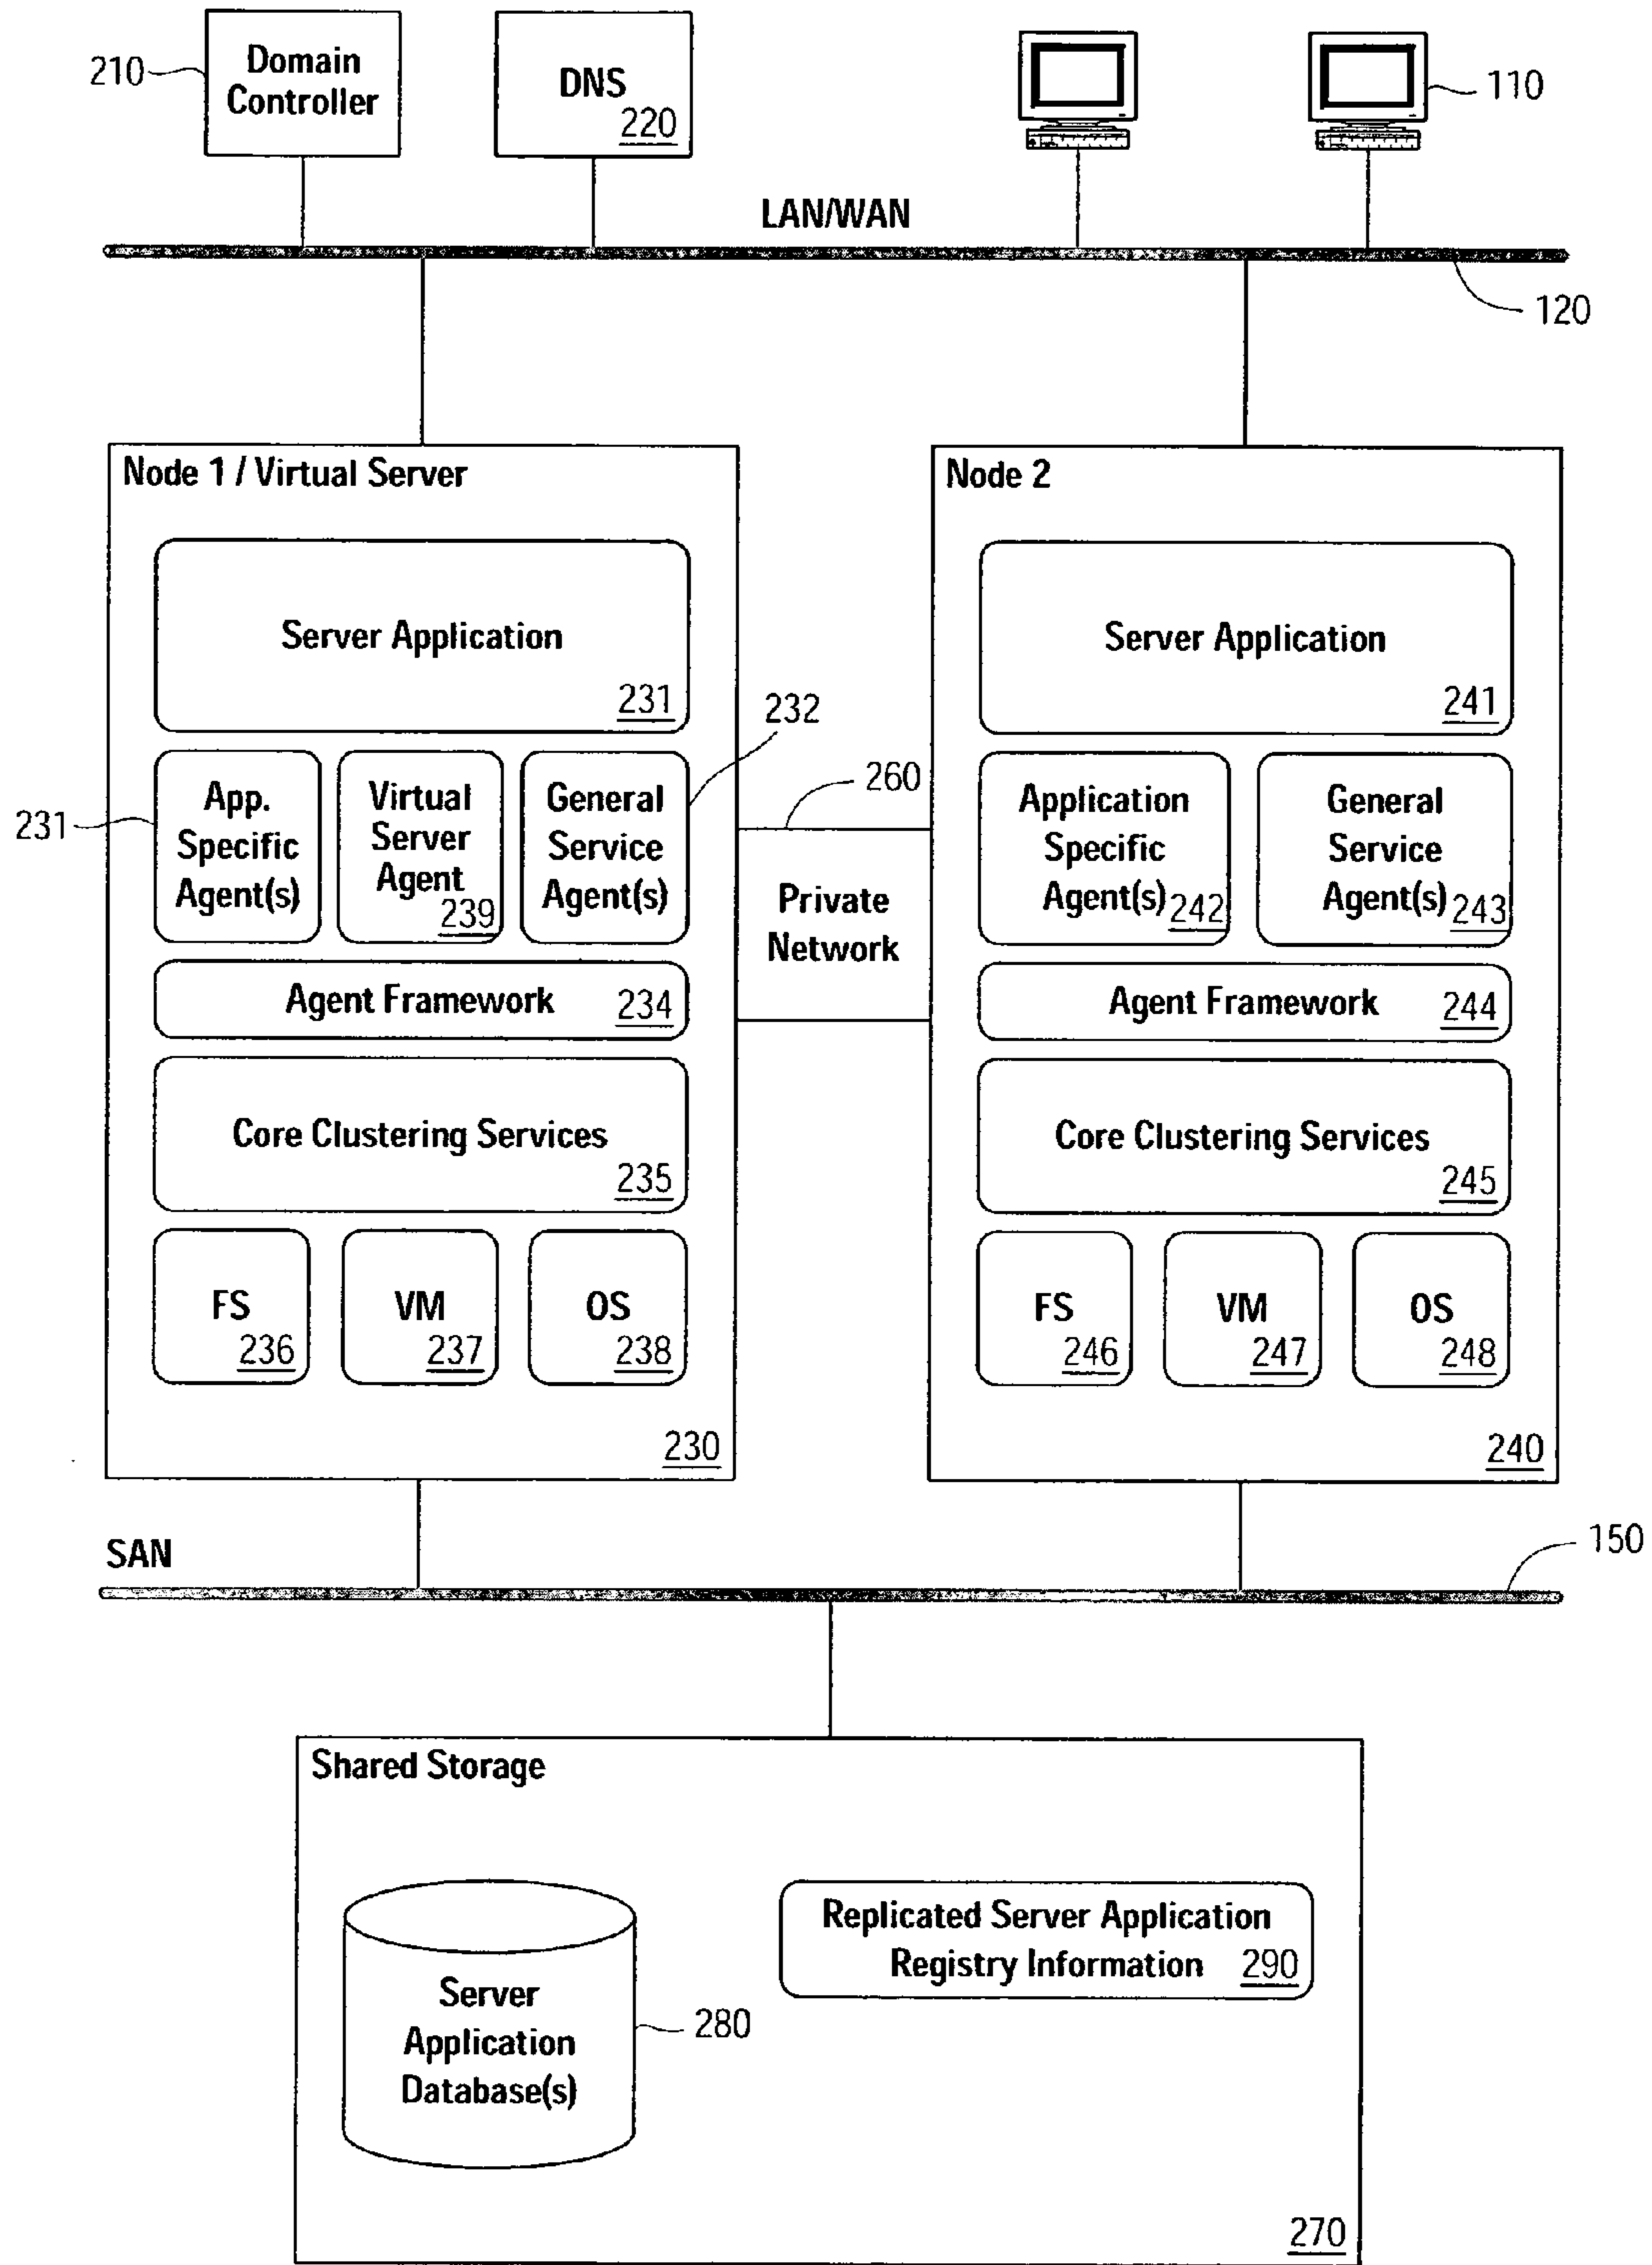 210
Domain
Controller
DNS
220
110
LAN/WAN
120
Node 1 / Virtual Server
Server Application
231
232
231
App.
Specific
Agent(s)
Virtual
Server
Agent
239
General
Service
Agent(s)
Agent Framework 234
Core Clustering Services
235
FS
236
VM
237
OS
238
230
260
Private
Network
Node 2
Server Application
241
Application
Specific
Agent(s) 242
General
Service
Agent(s) 243
Agent Framework 244
Core Clustering Services
245
FS
246
VM
247
OS
248
240
SAN
150
Shared Storage
Server
Application
Database(s)
280
Replicated Server Application
Registry Information 290
270